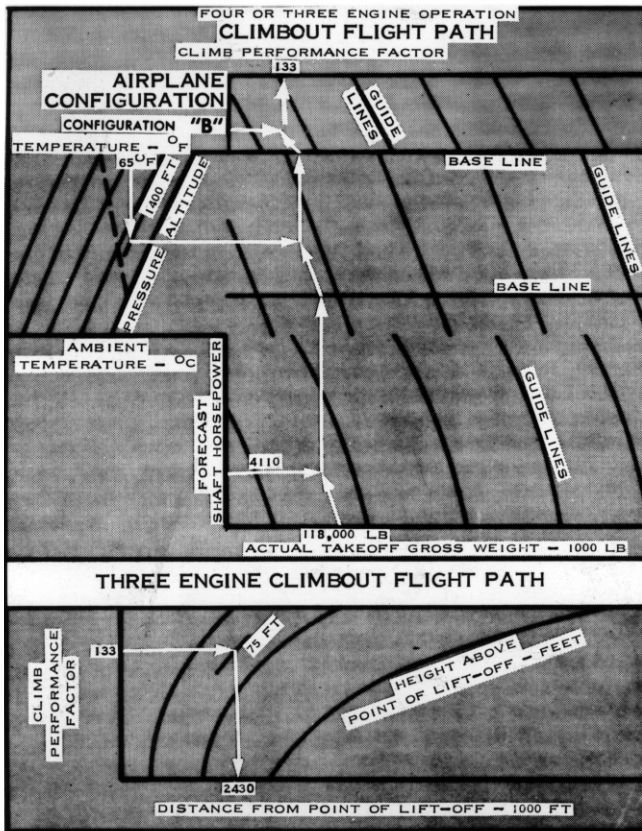 FOUR OR THREE ENGINE OPERATION
CLIMBOUT FLIGHT PATH
CLIMB PERFORMANCE FACTOR
133
AIRPLANE
CONFIGURATION
CONFIGURATION "B"
GUIDE
LINES
TEMPERATURE - °F
65°F
1400 FT
PRESSURE ALTITUDE
BASE LINE
GUIDE LINES
BASE LINE
AMBIENT
TEMPERATURE - °C
FORECAST
SHAFT HORSEPOWER
4110
GUIDE LINES
118,000 LB
ACTUAL TAKEOFF GROSS WEIGHT - 1000 LB
THREE ENGINE CLIMBOUT FLIGHT PATH
CLIMB
PERFORMANCE
FACTOR
133
75 FT
HEIGHT ABOVE
POINT OF LIFT-OFF - FEET
2430
DISTANCE FROM POINT OF LIFT-OFF - 1000 FT